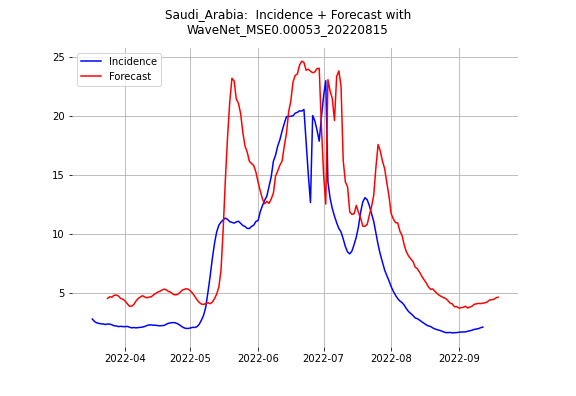 Saudi_Arabia:  Incidence + Forecast with
WaveNet_MSE0.00053_20220815
Incidence
Forecast
25
20
15
10
5
2022-04 2022-05 2022-06 2022-07 2022-08 2022-09